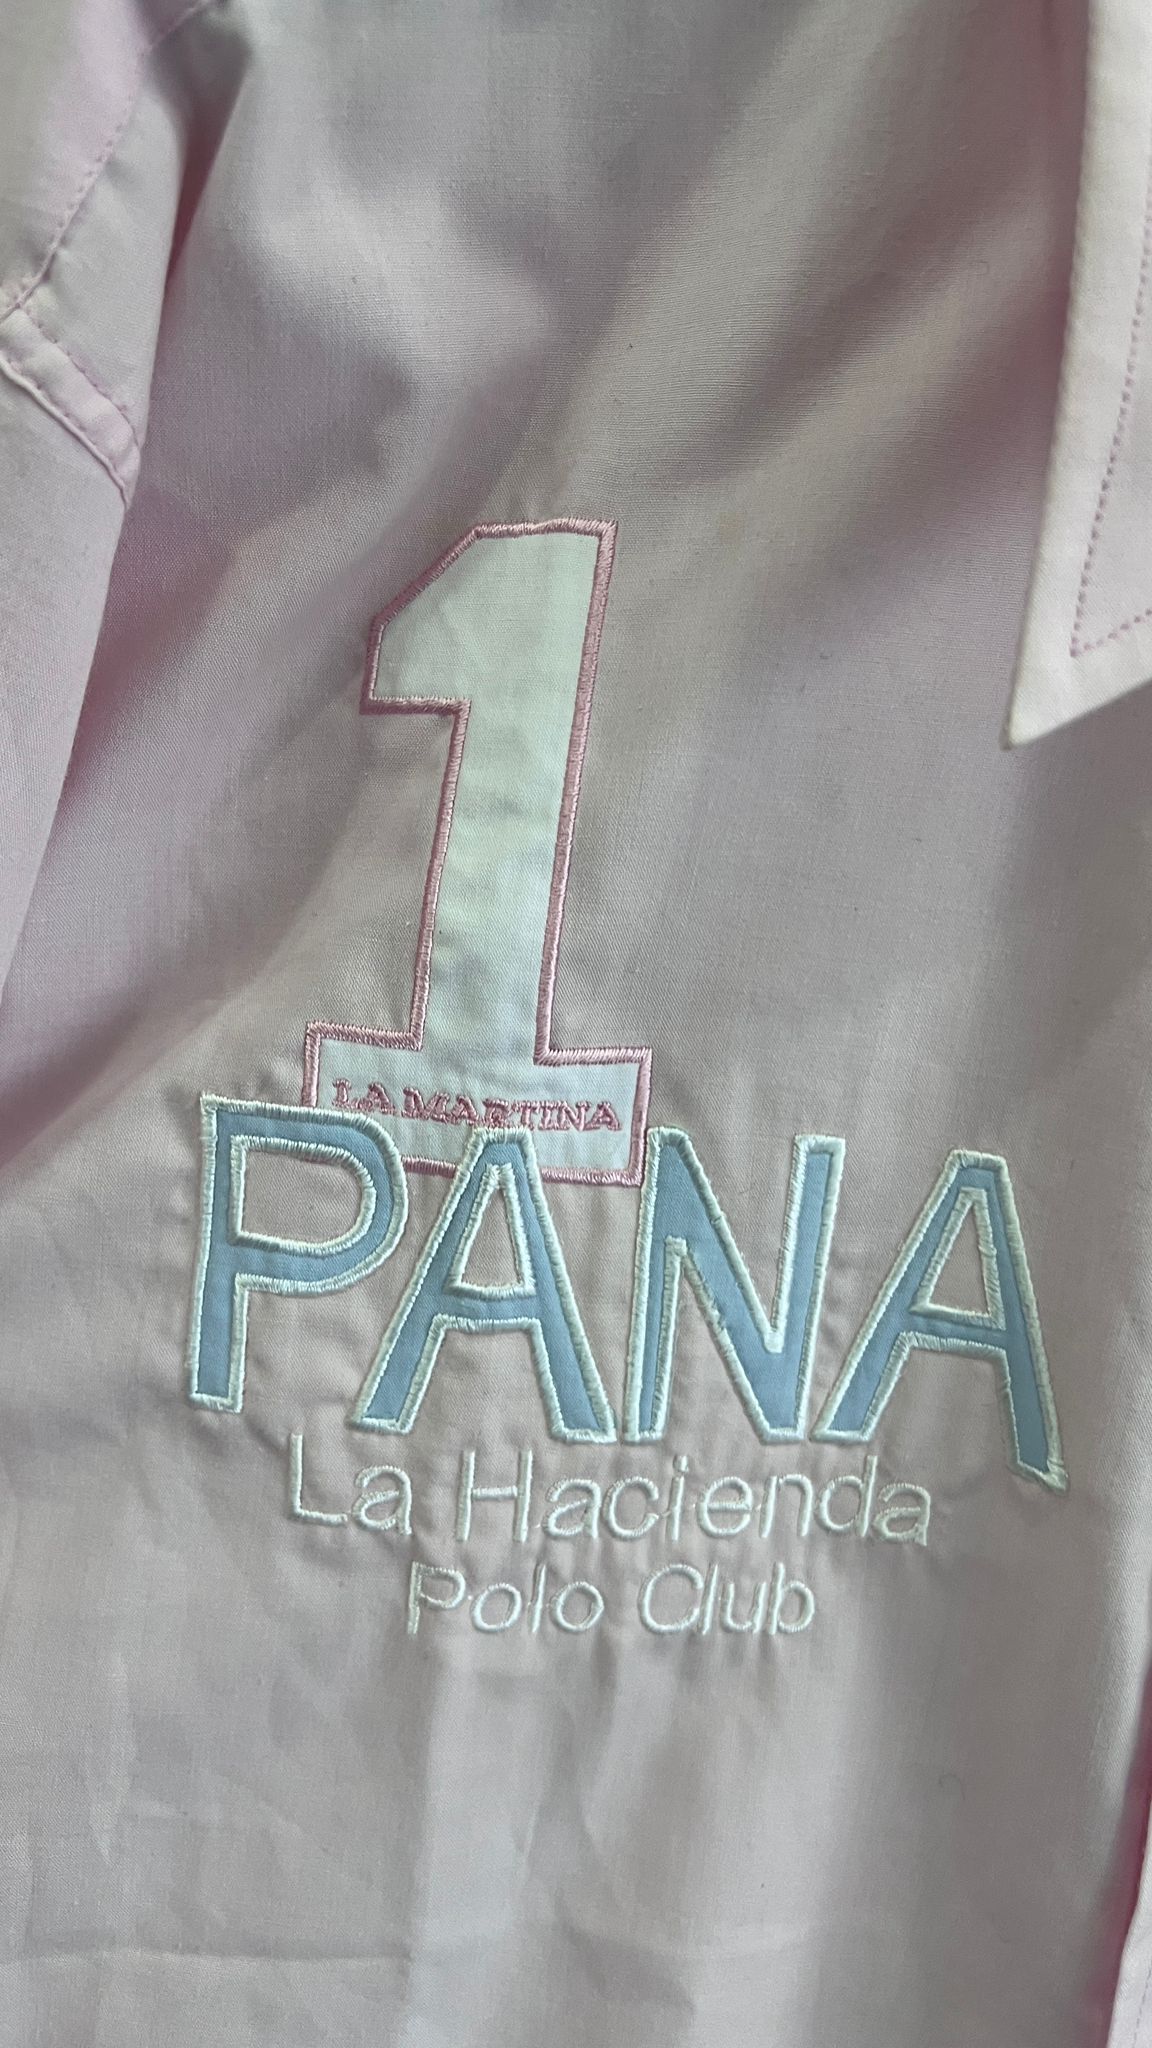 1
LA MARTINA
PANA
La Hacienda
Polo Club